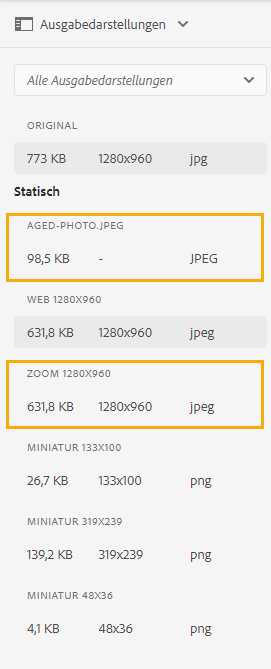 Ausgabedarstellungen
Alle Ausgabedarstellungen
ORIGINAL
773 KB 1280x960 jpg
Statisch
AGED-PHOTO.JPEG
98,5 KB - JPEG
WEB 1280X960
631,8 KB 1280x960 jpeg
ZOOM 1280X960
631,8 KB 1280x960 jpeg
MINIATUR 133X100
26,7 KB 133x100 png
MINIATUR 319X239
139,2 KB 319x239 png
MINIATUR 48X36
4,1 KB 48x36 png